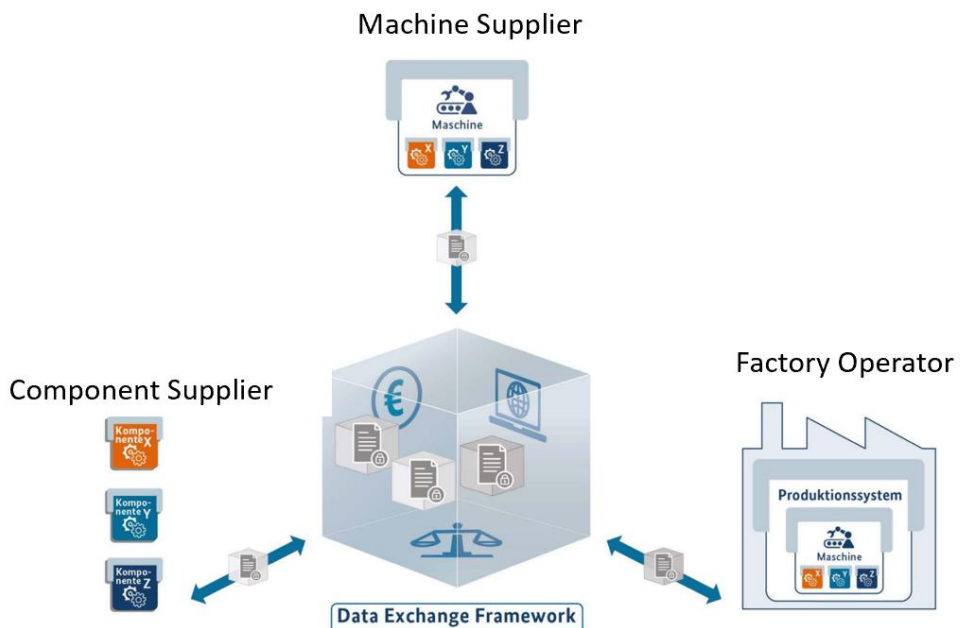 Machine Supplier
Maschine
X Y Z
Component Supplier
Kompo-
nente X
Kompo-
nente Y
Kompo-
nente Z
€
Data Exchange Framework
Factory Operator
Produktionssystem
Maschine
X Y Z